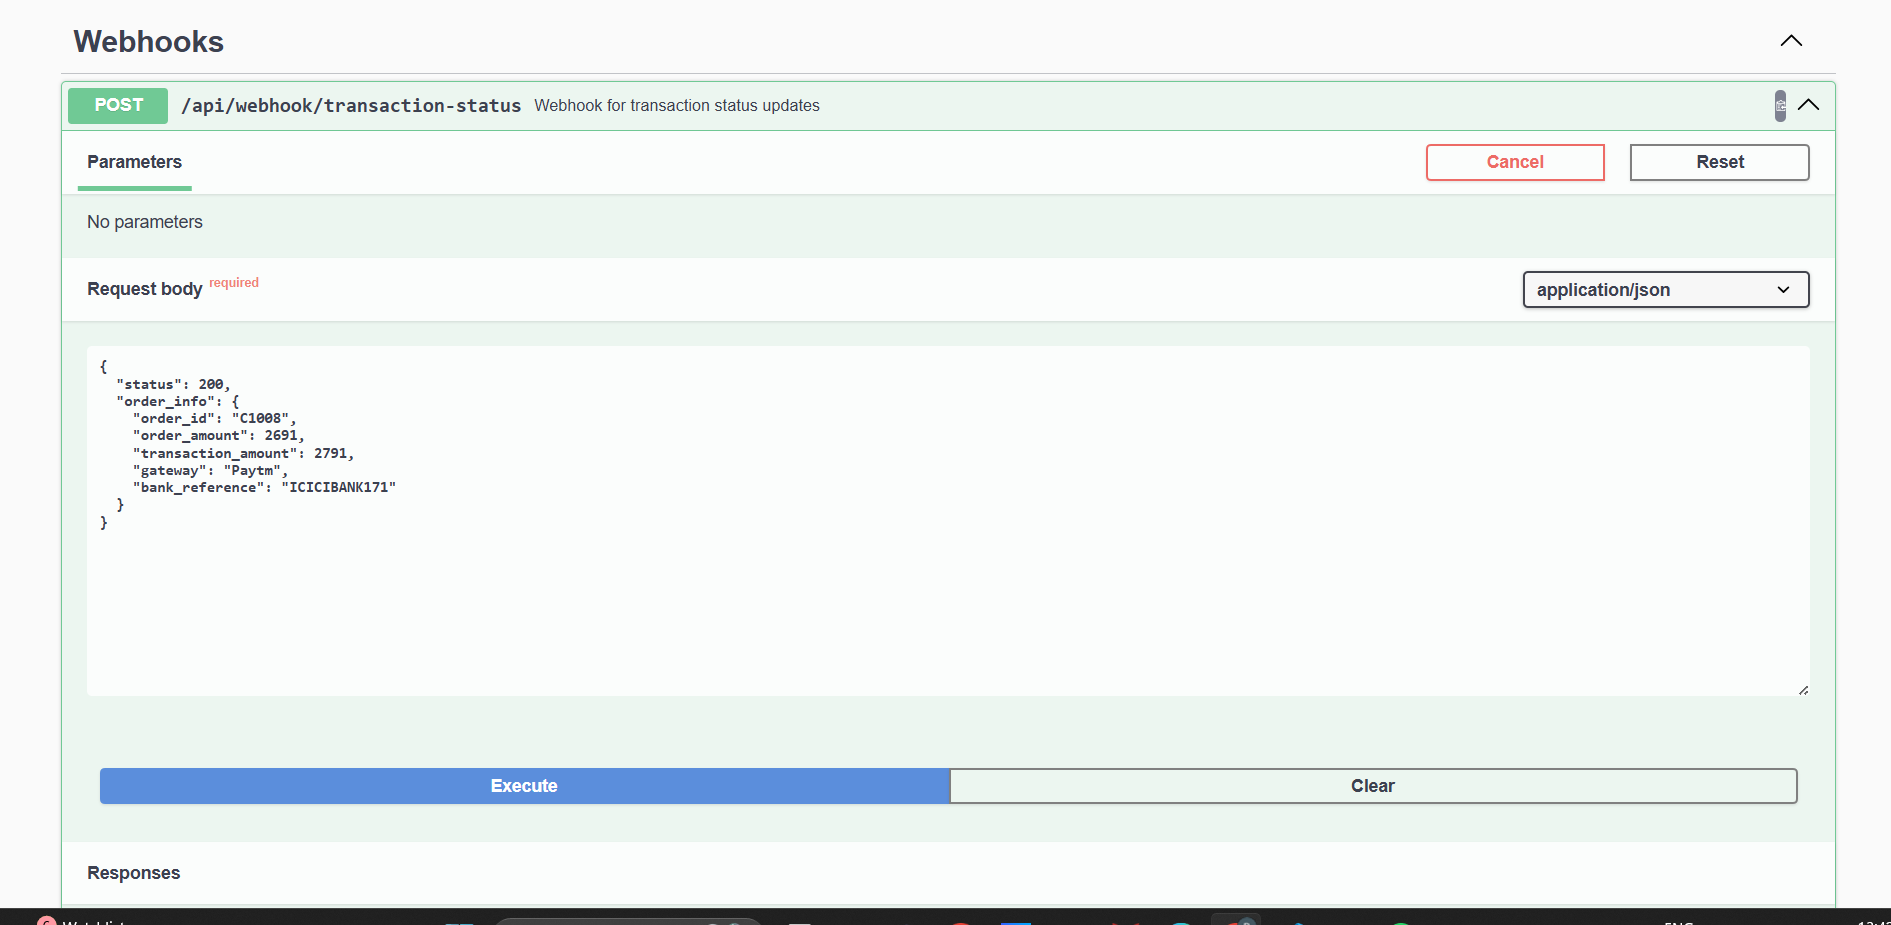 Webhooks
POST /api/webhook/transaction-status Webhook for transaction status updates
Parameters
Cancel
Reset
No parameters
Request body required
application/json
{
  "status": 200,
  "order_info": {
    "order_id": "C1008",
    "order_amount": 2691,
    "transaction_amount": 2791,
    "gateway": "Paytm",
    "bank_reference": "ICICIBANK171"
  }
}
Execute
Clear
Responses